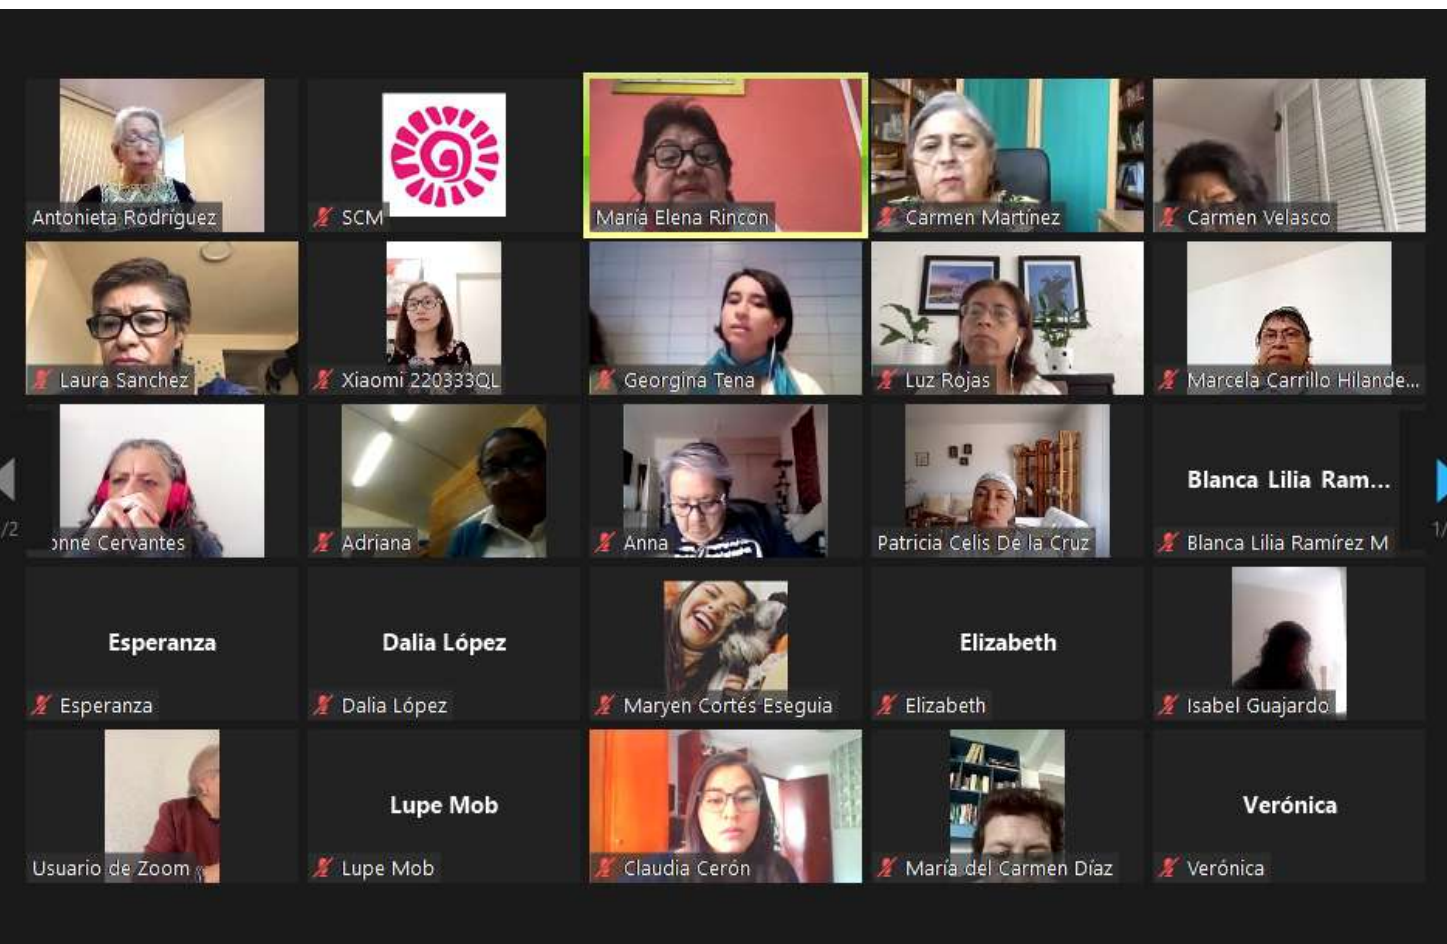 Antonieta Rodríguez
SCM
María Elena Rincon
Carmen Martínez
Carmen Velasco
Laura Sanchez
Xiaomi 220333QL
Georgina Tena
Luz Rojas
Marcela Carrillo Hilande...
onne Cervantes
Adriana
Anna
Patricia Celis De la Cruz
Blanca Lilia Ram...
Blanca Lilia Ramírez M
/2
1/
Esperanza
Esperanza
Dalia López
Dalia López
Maryen Cortés Eseguia
Elizabeth
Elizabeth
Isabel Guajardo
Usuario de Zoom
Lupe Mob
Lupe Mob
Claudia Cerón
María del Carmen Díaz
Verónica
Verónica